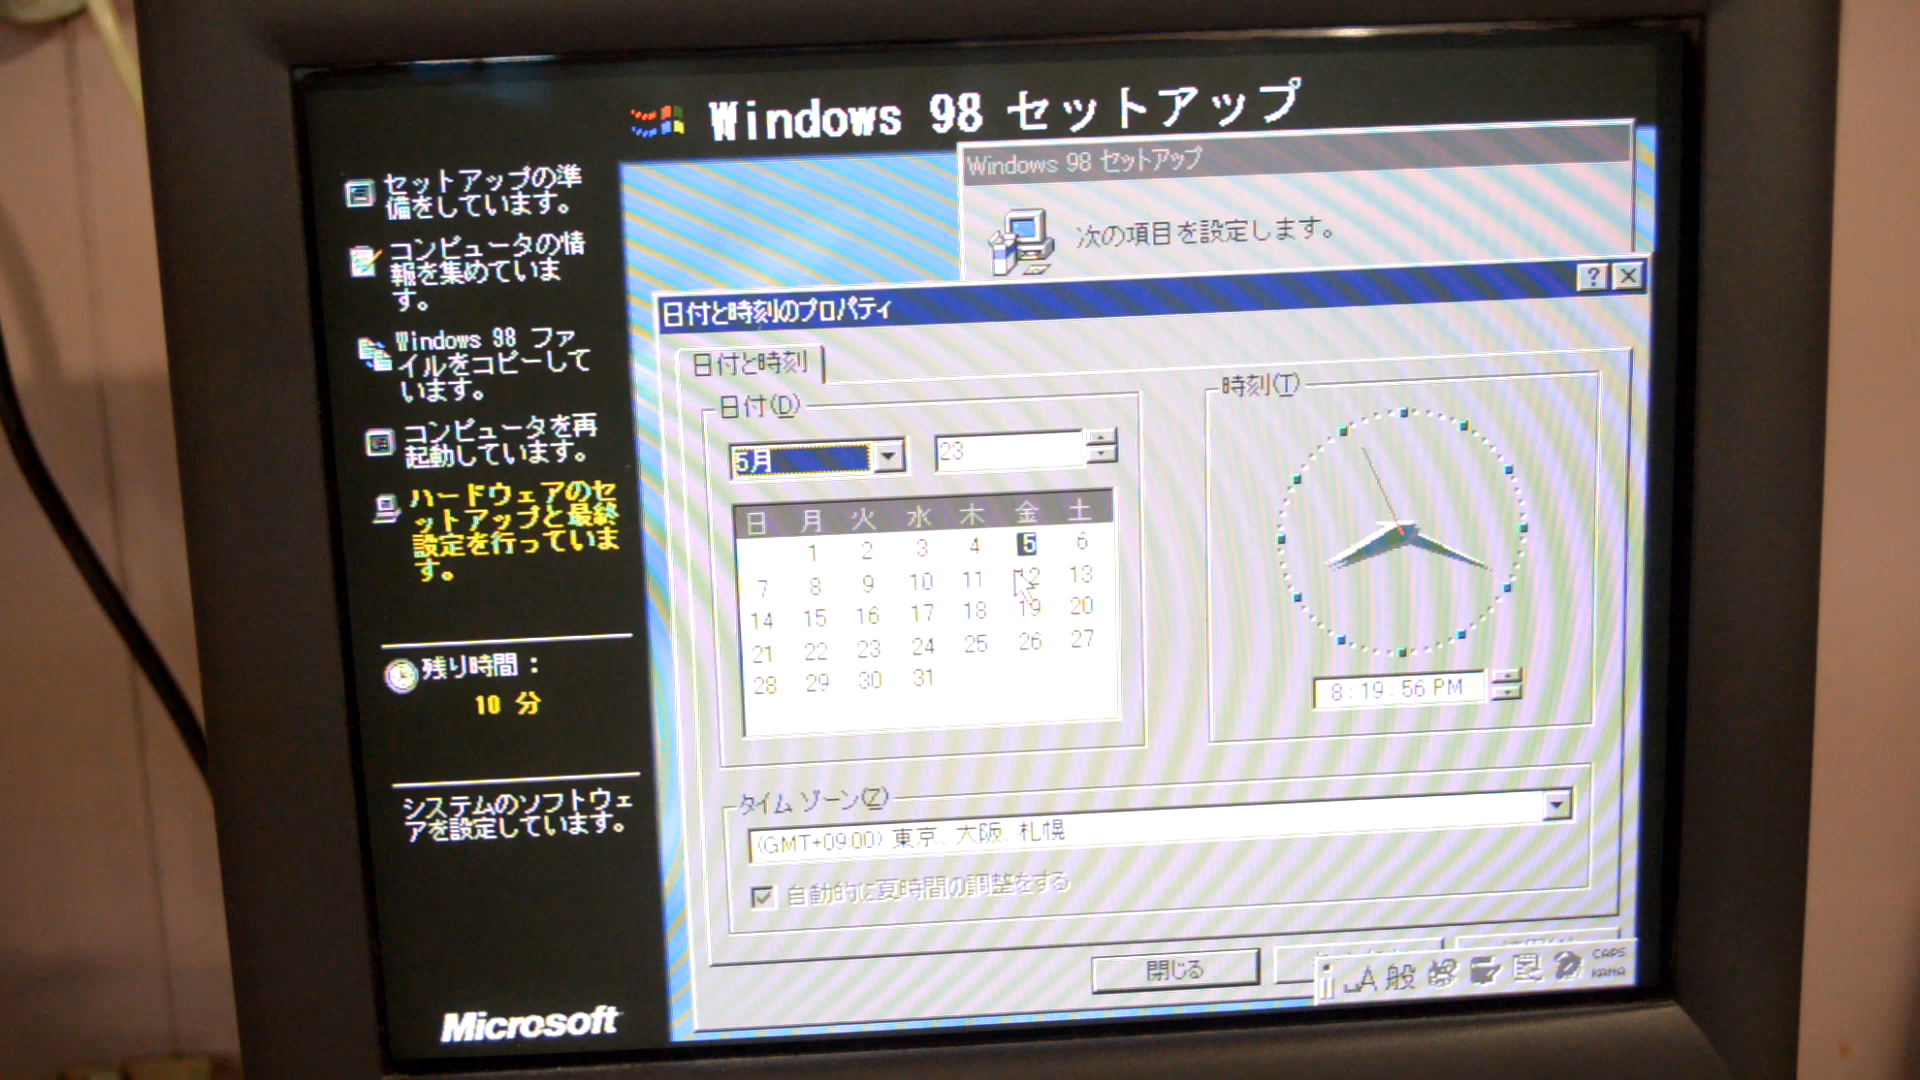 Windows 98 セットアップ
セットアップの準
備をしています。
コンピュータの情
報を集めていま
す。
Windows 98 ファ
イルをコピーして
います。
コンピュータを再
起動しています。
ハードウェアのセ
ットアップと最終
設定を行っていま
す。
残り時間：
10 分
システムのソフトウェ
アを設定しています。
Microsoft
Windows 98 セットアップ
次の項目を設定します。
日付と時刻のプロパティ
日付と時刻
日付(D)
5月
23
日 月 火 水 木 金 土
1 2 3 4 5 6
7 8 9 10 11 12 13
14 15 16 17 18 19 20
21 22 23 24 25 26 27
28 29 30 31
時刻(T)
8:19:56 PM
タイム ゾーン(Z)
(GMT+09:00) 東京、大阪、札幌
自動的に夏時間の調整をする
閉じる
A 般
CAPS
KANA